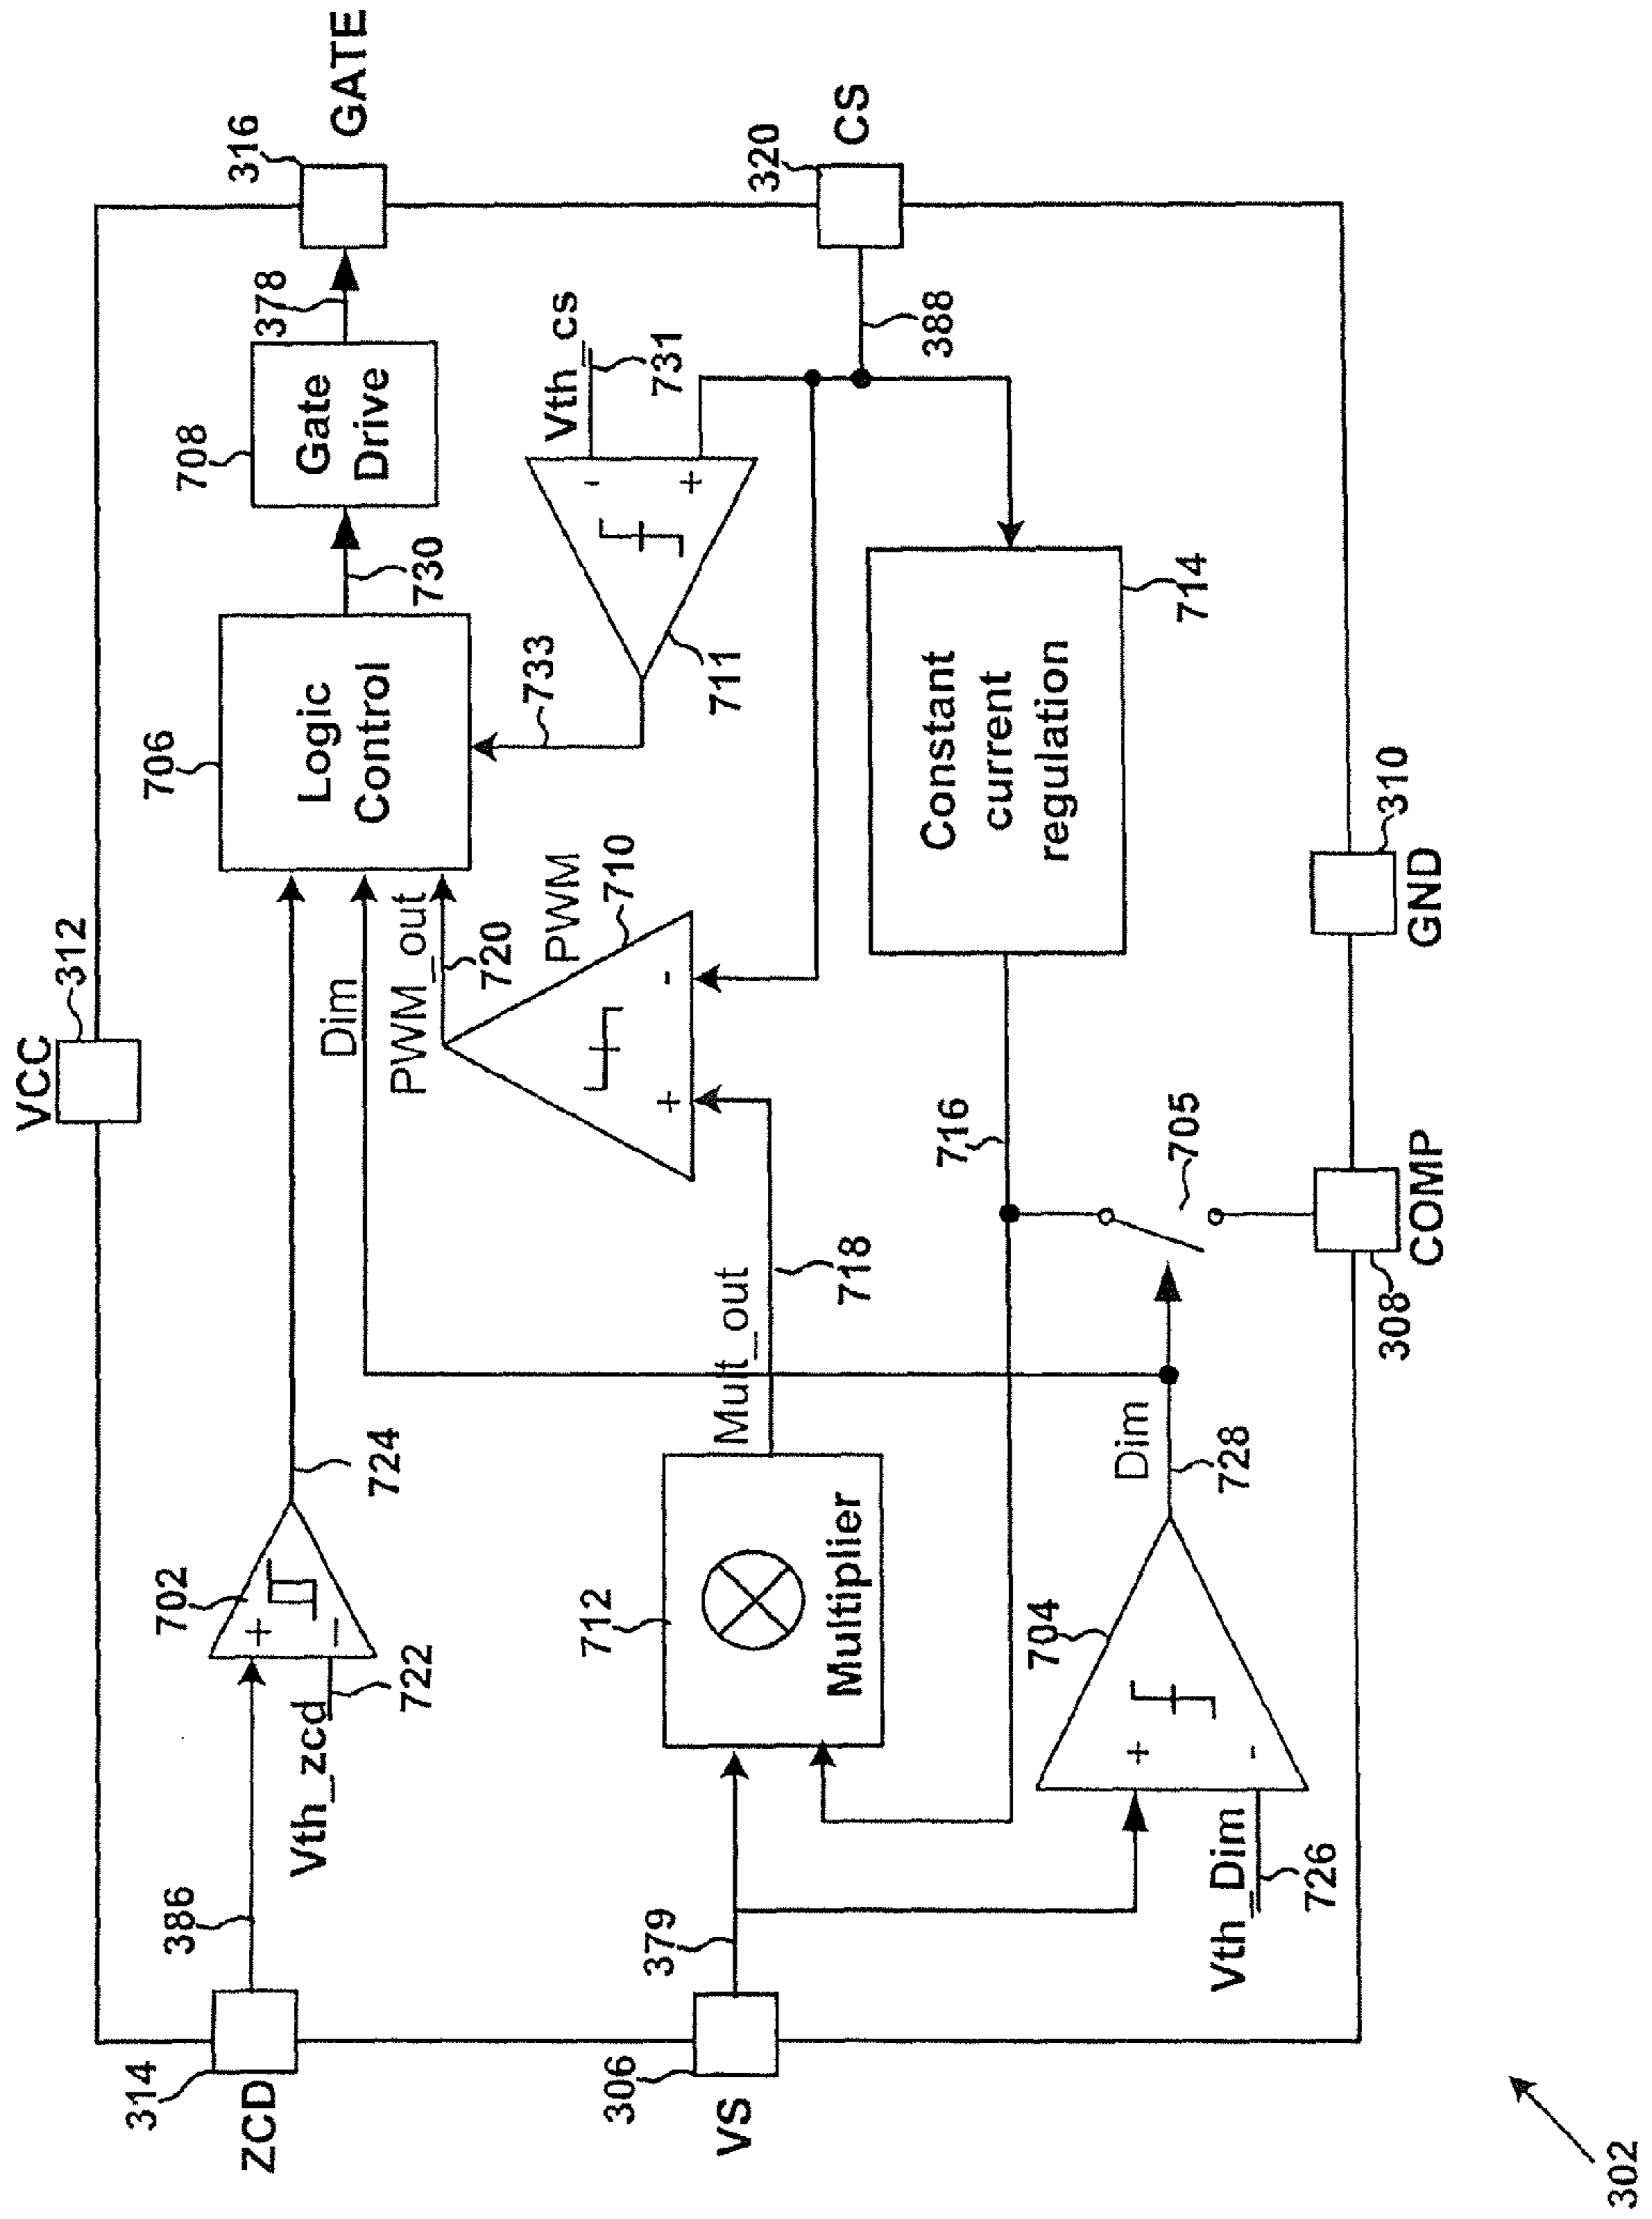 VCC
312
314
ZCD
386
Vth_zcd
722
702
724
Dim
PWM_out
720
PWM
710
706
Logic
Control
730
708
Gate
Drive
378
316
GATE
733
711
Vth_cs
731
320
CS
388
306
VS
379
712
Multiplier
Mult_out
718
716
Constant
current
regulation
714
704
Vth_Dim
726
Dim
728
705
308
COMP
310
GND
302